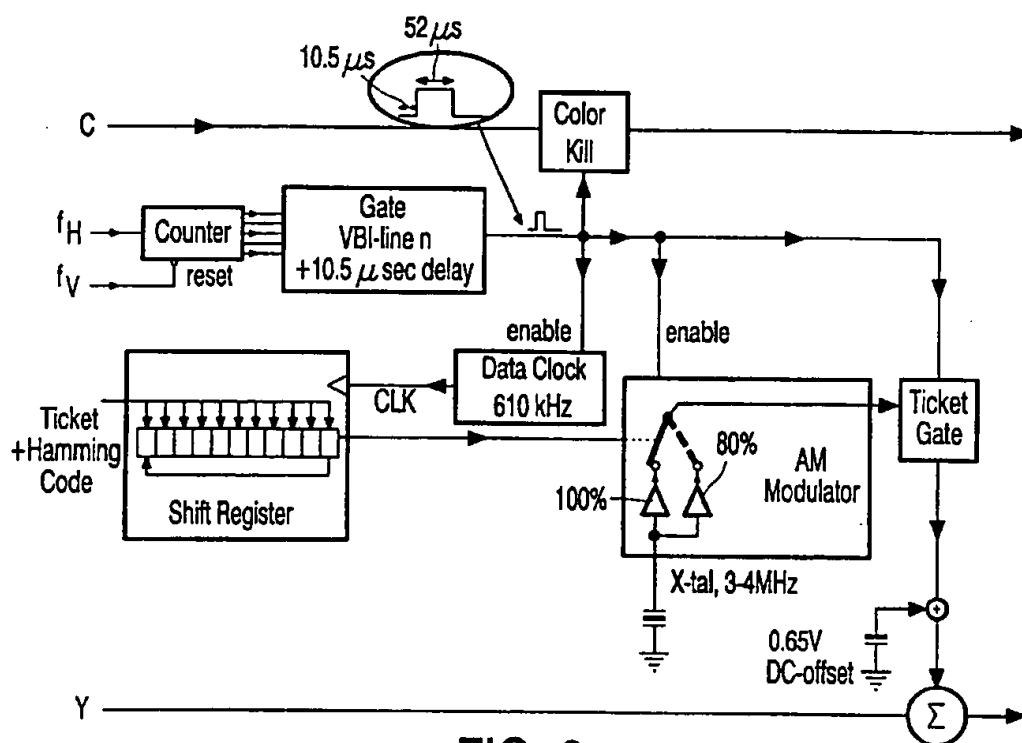 52 μs
10.5 μs
C
Color
Kill
fH
fV
Counter
reset
Gate
VBI-line n
+10.5 μ sec delay
enable
enable
Data Clock
610 kHz
CLK
Ticket
+Hamming
Code
Shift Register
100%
80%
AM
Modulator
Ticket
Gate
X-tal, 3-4MHz
+
0.65V
DC-offset
Y
Σ